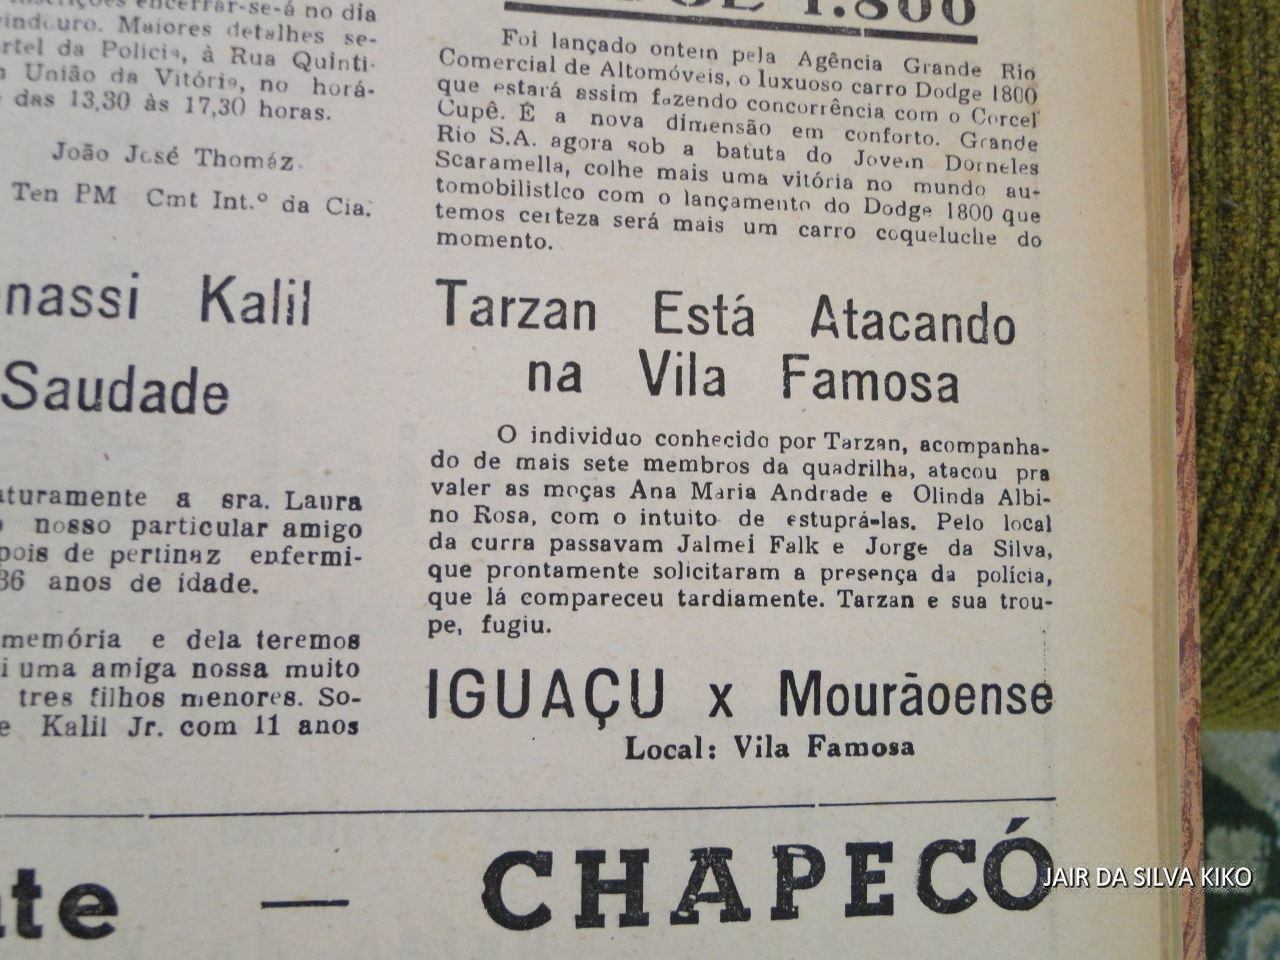 encerrar-se-á no dia
vindouro. Maiores detalhes se-
rtel da Polícia, à Rua Quinti-
União da Vitória, no horá-
das 13,30 às 17,30 horas.
João José Thomáz
Ten PM Cmt Int.º da Cia.
nassi Kalil
Saudade
aturamente a sra. Laura
nosso particular amigo
pois de pertinaz enfermi-
36 anos de idade.
memória e dela teremos
i uma amiga nossa muito
tres filhos menores. So-
e Kalil Jr. com 11 anos
1.800
Foi lançado ontem pela Agência Grande Rio
Comercial de Altomóveis, o luxuoso carro Dodge 1800
que estará assim fazendo concorrência com o Corcel
Cupê. É a nova dimensão em conforto. Grande
Rio S.A. agora sob a batuta do Jovem Dorneles
Scaramella, colhe mais uma vitória no mundo au-
tomobilistico com o lançamento do Dodge 1800 que
temos certeza será mais um carro coqueluche do
momento.
Tarzan Está Atacando
na Vila Famosa
O individuo conhecido por Tarzan, acompanha-
do de mais sete membros da quadrilha, atacou pra
valer as moças Ana Maria Andrade e Olinda Albi-
no Rosa, com o intuito de estuprá-las. Pelo local
da curra passavam Jalmei Falk e Jorge da Silva,
que prontamente solicitaram a presença da polícia,
que lá compareceu tardiamente. Tarzan e sua trou-
pe, fugiu.
IGUAÇU x Mourãoense
Local: Vila Famosa
te — CHAPECÓ
JAIR DA SILVA KIKO